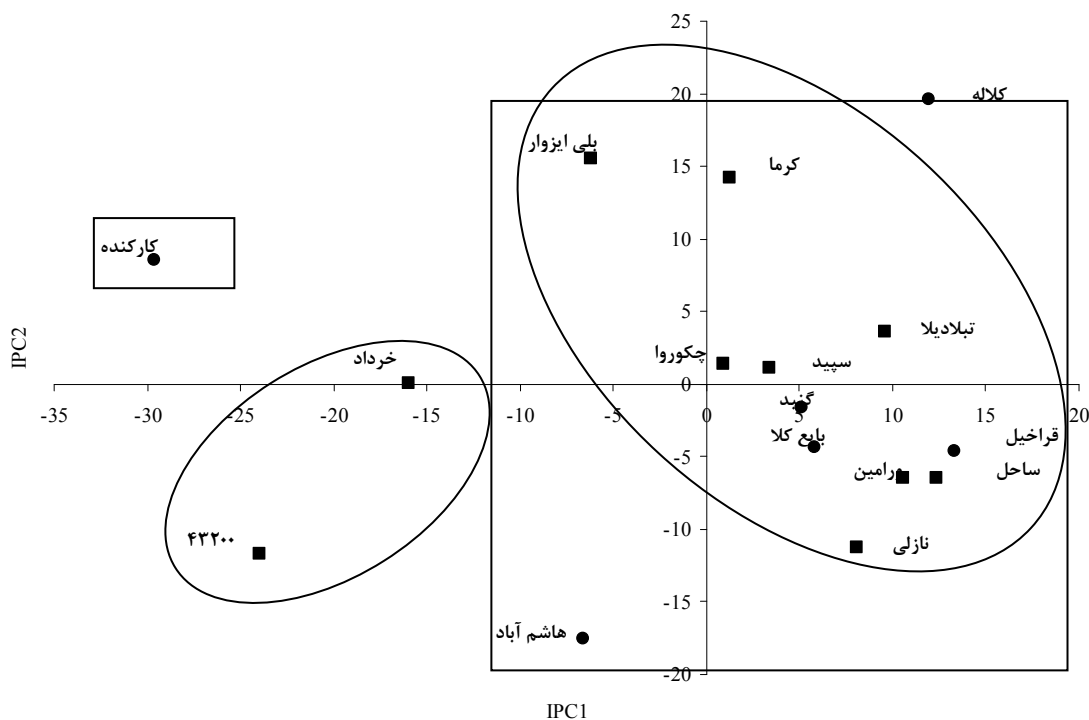 25
20
کلاله
بلی ایزوار
15
کرما
10
کارکنده
5
تبلادیلا
خرداد
چکوروا
سپید
0
-35
-30
-25
-20
-15
-10
-5
0
5
10
15
20
گنبد
بایع کلا
قراخیل
-5
ورامین
ساحل
نازلی
-10
۴۳۲۰۰
-15
هاشم آباد
-20
IPC2
IPC1